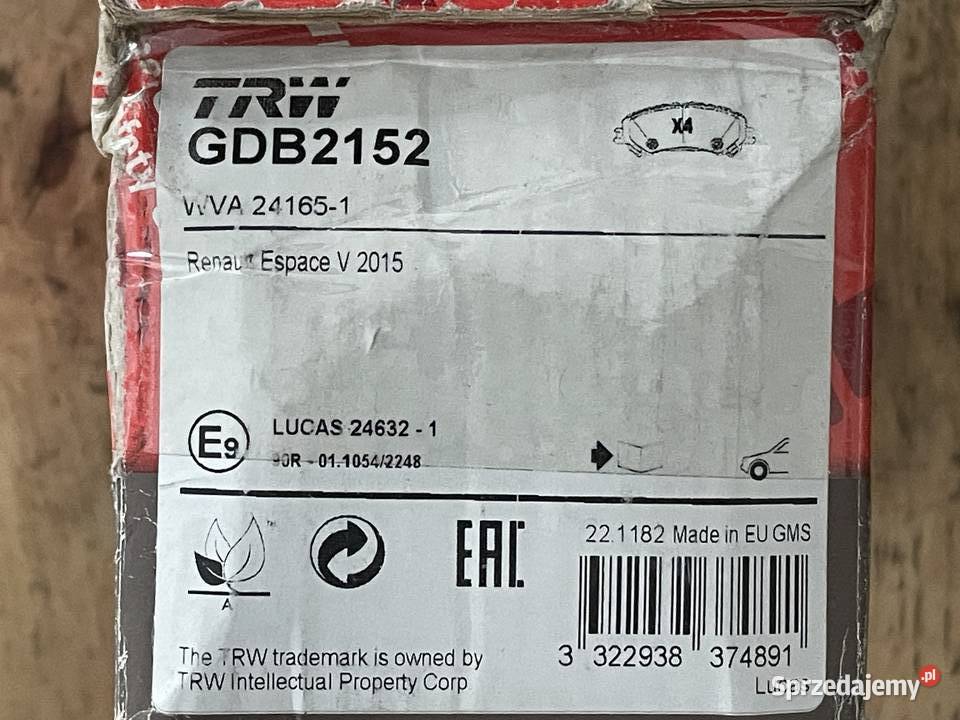 TRW
GDB2152
X4
WVA 24165-1
Renault Espace V 2015
E9
LUCAS 24632 - 1
90R - 01.1054/2248
A
EAC
22.1182 Made in EU GMS
The TRW trademark is owned by
TRW Intellectual Property Corp
3 322938 374891
Lucas
Sprzedajemy.pl